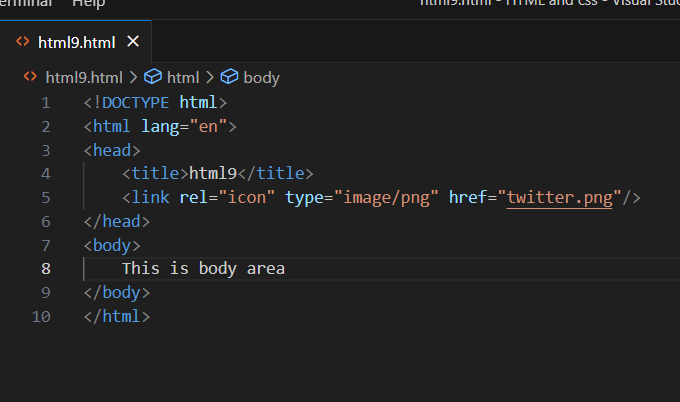 Terminal Help html9.html - HTML and css - Visual
html9.html
html9.html > html > body
1 <!DOCTYPE html>
2 <html lang="en">
3 <head>
4 <title>html9</title>
5 <link rel="icon" type="image/png" href="twitter.png"/>
6 </head>
7 <body>
8 This is body area
9 </body>
10 </html>